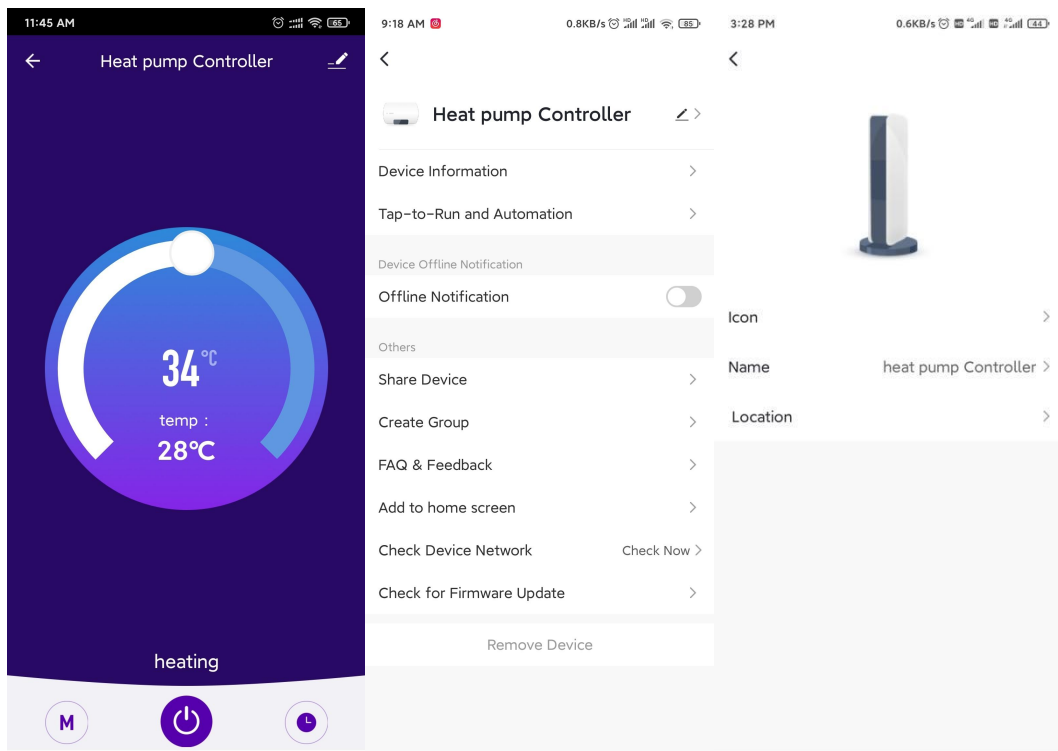 11:45 AM
65
Heat pump Controller
34 °C
temp :
28℃
heating
M
9:18 AM
0.8KB/s
85
Heat pump Controller
Device Information
Tap-to-Run and Automation
Device Offline Notification
Offline Notification
Others
Share Device
Create Group
FAQ & Feedback
Add to home screen
Check Device Network Check Now
Check for Firmware Update
Remove Device
3:28 PM
0.6KB/s
44
Icon
Name heat pump Controller
Location